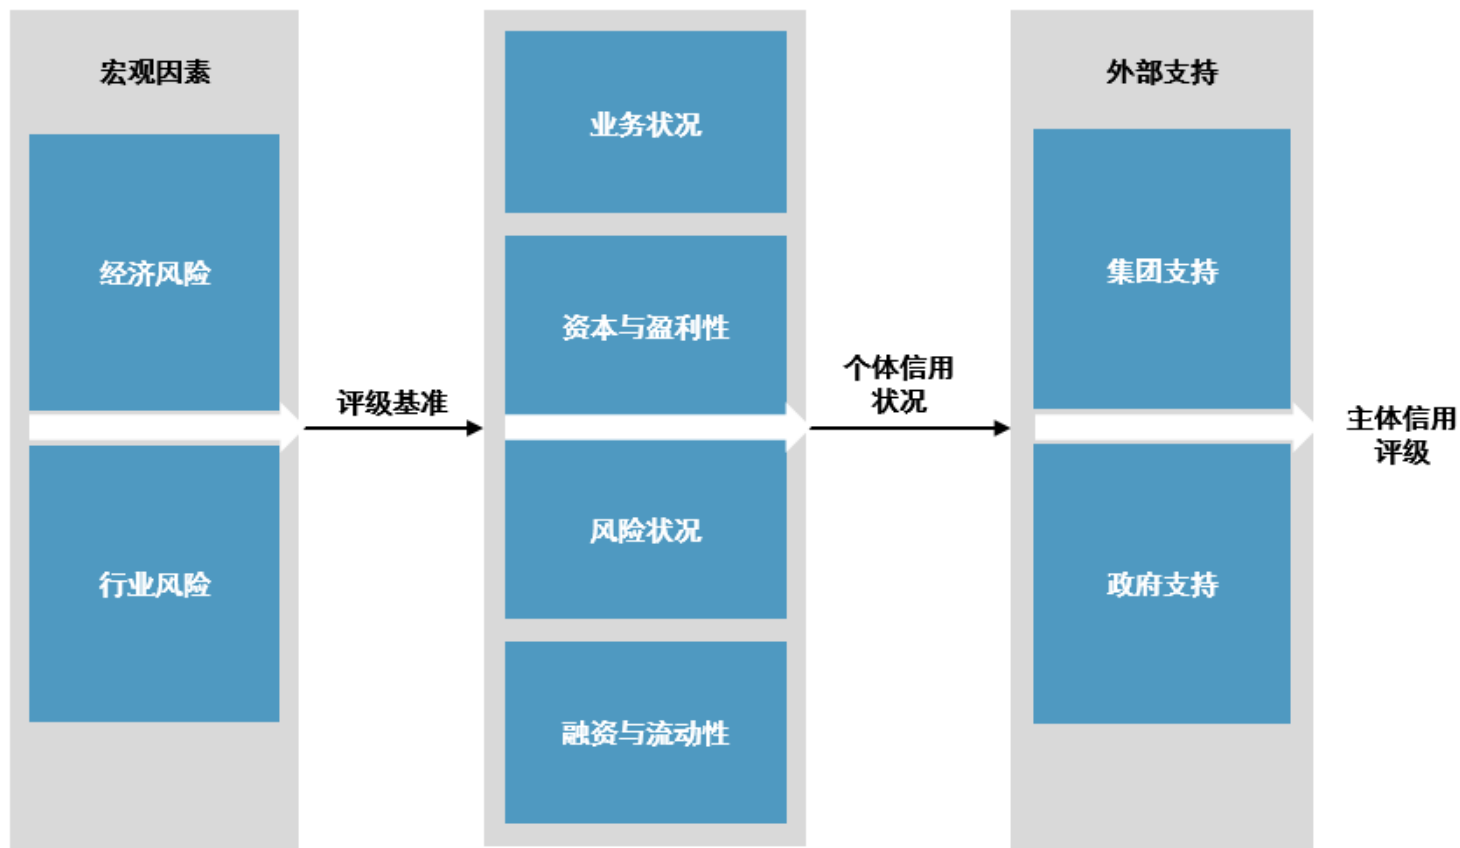 宏观因素
经济风险
行业风险
评级基准
业务状况
资本与盈利性
风险状况
融资与流动性
个体信用
状况
外部支持
集团支持
政府支持
主体信用
评级